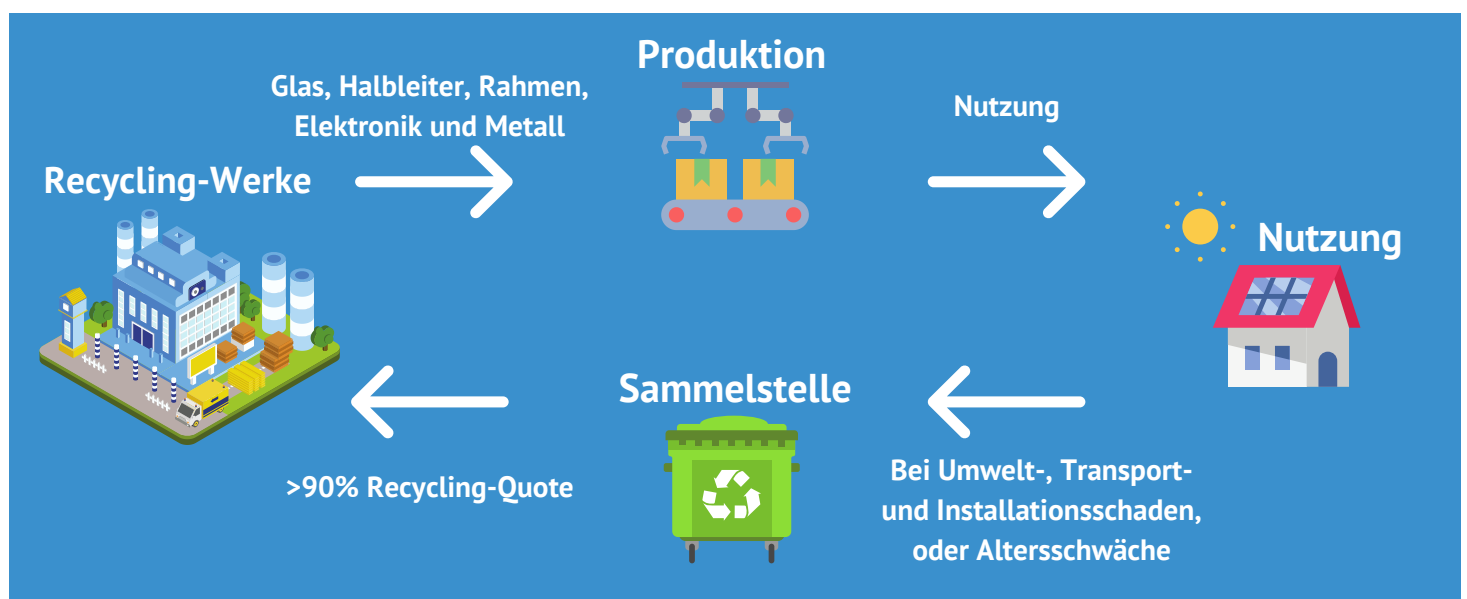 Produktion
Glas, Halbleiter, Rahmen,
Elektronik und Metall
Nutzung
Recycling-Werke
Nutzung
Sammelstelle
>90% Recycling-Quote
Bei Umwelt-, Transport-
und Installationsschaden,
oder Altersschwäche